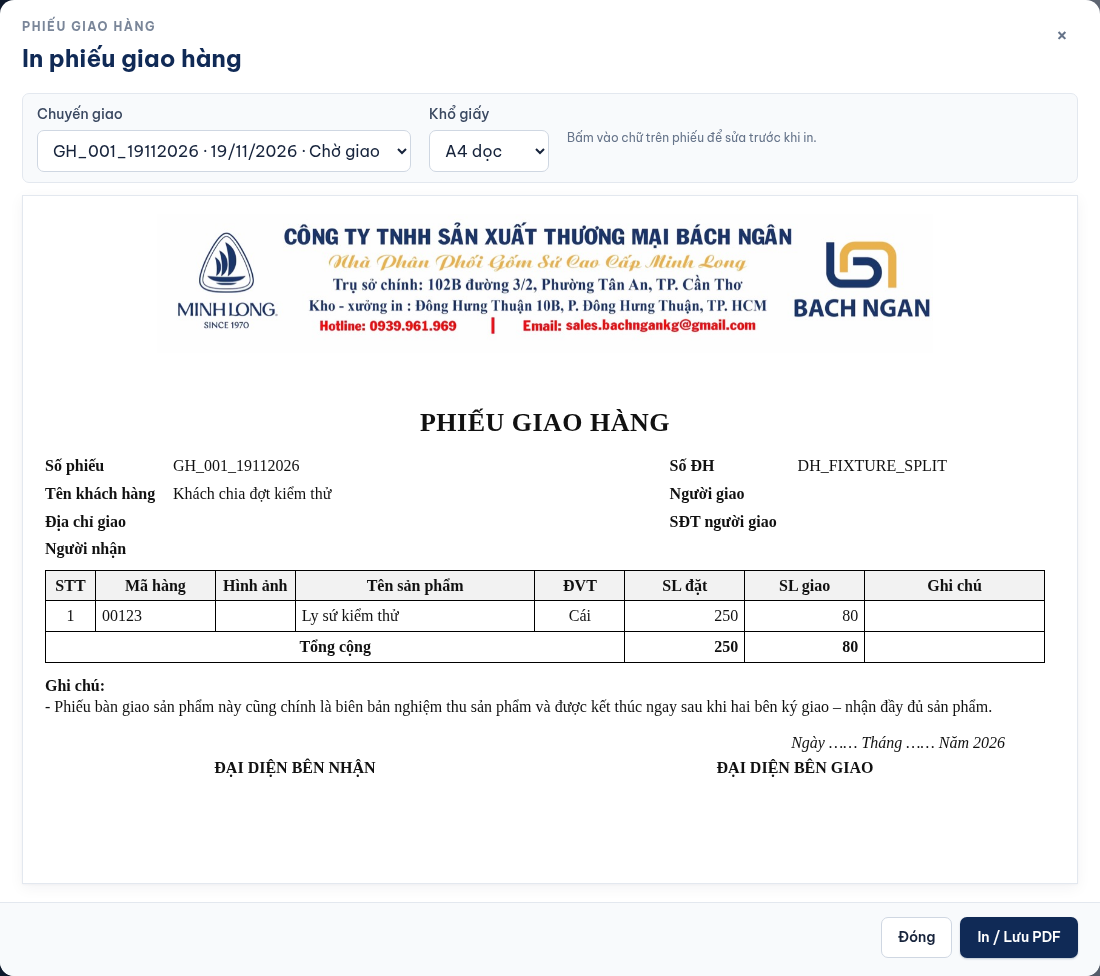 PHIẾU GIAO HÀNG
In phiếu giao hàng
×
Chuyến giao
Khổ giấy
GH_001_19112026 · 19/11/2026 · Chờ giao
A4 dọc
Bấm vào chữ trên phiếu để sửa trước khi in.
CÔNG TY TNHH SẢN XUẤT THƯƠNG MẠI BÁCH NGÂN
Nhà Phân Phối Gốm Sứ Cao Cấp Minh Long
Trụ sở chính: 102B đường 3/2, Phường Tân An, TP. Cần Thơ
Kho - xưởng in : Đông Hưng Thuận 10B, P. Đông Hưng Thuận, TP. HCM
Hotline: 0939.961.969 | Email: sales.bachngankg@gmail.com
MINH LONG
SINCE 1970
BACH NGAN
PHIẾU GIAO HÀNG
Số phiếu GH_001_19112026 Số ĐH DH_FIXTURE_SPLIT
Tên khách hàng Khách chia đợt kiểm thử Người giao
Địa chỉ giao SĐT người giao
Người nhận
STT Mã hàng Hình ảnh Tên sản phẩm ĐVT SL đặt SL giao Ghi chú
1 00123 Ly sứ kiểm thử Cái 250 80
Tổng cộng 250 80
Ghi chú:
- Phiếu bàn giao sản phẩm này cũng chính là biên bản nghiệm thu sản phẩm và được kết thúc ngay sau khi hai bên ký giao – nhận đầy đủ sản phẩm.
Ngày …… Tháng …… Năm 2026
ĐẠI DIỆN BÊN NHẬN ĐẠI DIỆN BÊN GIAO
Đóng
In / Lưu PDF